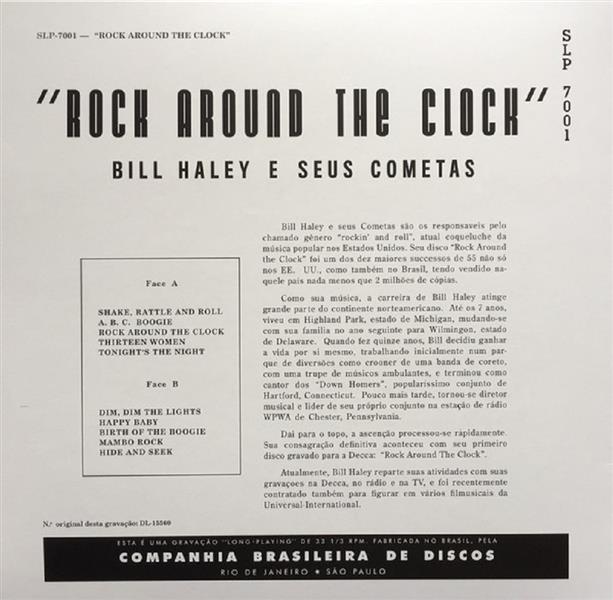 SLP-7001 — "ROCK AROUND THE CLOCK"
SLP 7001
"ROCK AROUND THE CLOCK"
BILL HALEY E SEUS COMETAS
Bill Haley e seus Cometas são os responsaveis pelo
chamado gênero "rockin' and roll", atual coqueluche da
música popular nos Estados Unidos. Seu disco "Rock Around
the Clock" foi um dos dez maiores successos de 55 não só
nos EE. UU., como também no Brasil, tendo vendido na-
quele país nada menos que 2 milhões de cópias.
Como sua música, a carreira de Bill Haley atinge
grande parte do continente norteamericano. Até os 7 anos,
viveu em Highland Park, estado de Michigan, mudando-se
com sua familia no ano seguinte para Wilmingon, estado
de Delaware. Quando fez quinze anos, Bill decidiu ganhar
a vida por si mesmo, trabalhando inicialmente num par-
que de diversões como crooner de uma banda de coreto,
com uma trupe de músicos ambulantes, e terminou como
cantor dos "Down Homers", popularissimo conjunto de
Hartford, Connecticut. Pouco mais tarde, tornou-se diretor
musical e lider de seu próprio conjunto na estação de rádio
WPWA de Chester, Pennsylvania.
Dai para o topo, a ascenção processou-se rápidamente.
Sua consagração definitiva aconteceu com seu primeiro
disco gravado para a Decca: "Rock Around The Clock".
Atualmente, Bill Haley reparte suas atividades com suas
gravaçoes na Decca, no rádio e na TV, e foi recentemente
contratado também para figurar em vários filmusicais da
Universal-International.
Face A
SHAKE, RATTLE AND ROLL
A. B. C. BOOGIE
ROCK AROUND THE CLOCK
THIRTEEN WOMEN
TONIGHT'S THE NIGHT
Face B
DIM, DIM THE LIGHTS
HAPPY BABY
BIRTH OF THE BOOGIE
MAMBO ROCK
HIDE AND SEEK
N.º original desta gravação: DL-15560
ESTA É UMA GRAVAÇÃO "LONG-PLAYING" DE 33 1/3 RPM. FABRICADA NO BRASIL, PELA
COMPANHIA BRASILEIRA DE DISCOS
RIO DE JANEIRO • SÃO PAULO